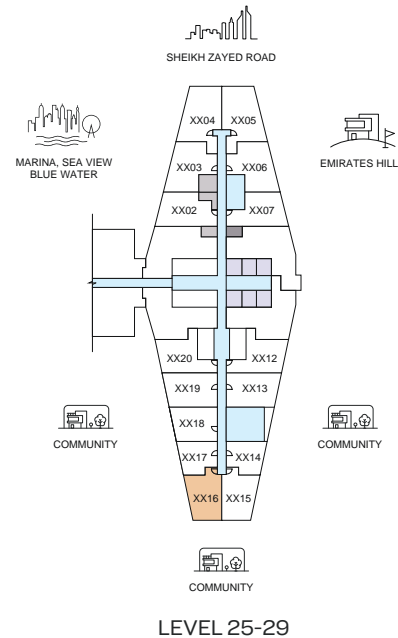 SHEIKH ZAYED ROAD
MARINA, SEA VIEW
BLUE WATER
EMIRATES HILL
XX04
XX05
XX03
XX06
XX02
XX07
XX20
XX12
XX19
XX13
XX18
XX17
XX14
XX16
XX15
COMMUNITY
COMMUNITY
COMMUNITY
LEVEL 25-29